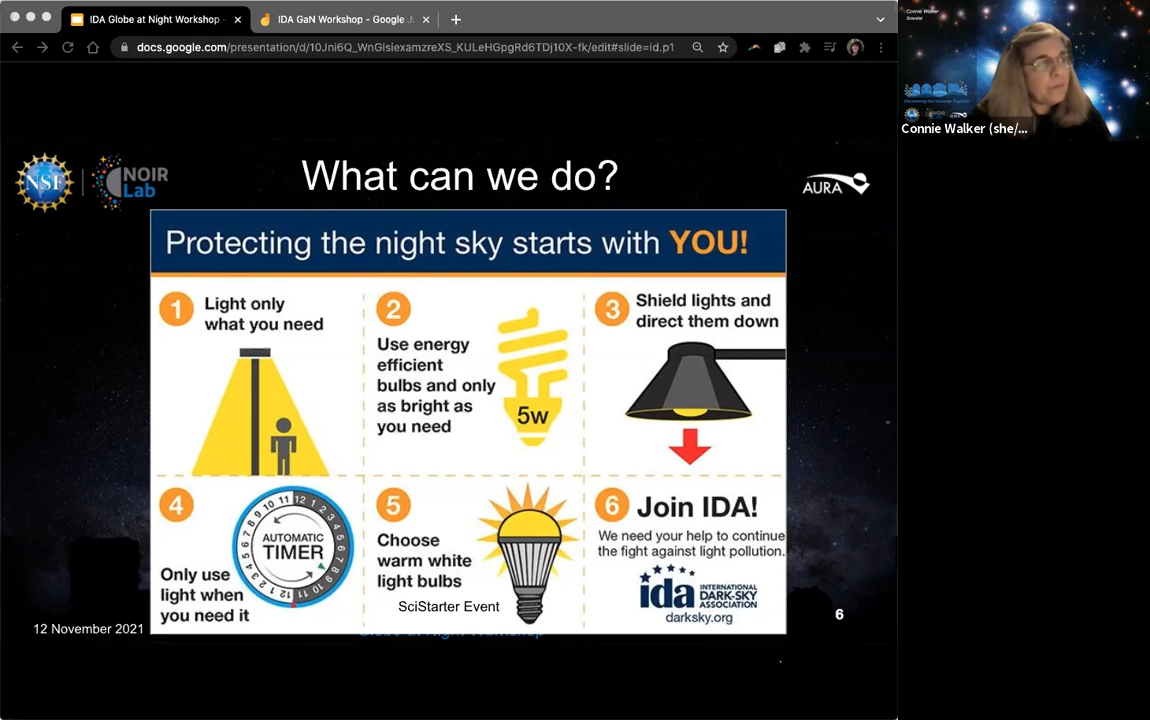 IDA Globe at Night Workshop -
IDA GaN Workshop - Google J
docs.google.com/presentation/d/10Jni6Q_WnGIsiexamzreXS_KULeHGpgRd6TDj10X-fk/edit#slide=id.p1
Connie Walker
Scientist
Connie Walker (she/...
NSF
NOIR
Lab
What can we do?
AURA
Protecting the night sky starts with YOU!
1 Light only
what you need
2
Use energy
efficient
bulbs and only
as bright as
you need
5w
3 Shield lights and
direct them down
4
AUTOMATIC
TIMER
Only use
light when
you need it
5
Choose
warm white
light bulbs
SciStarter Event
6 Join IDA!
We need your help to continue
the fight against light pollution.
ida INTERNATIONAL
DARK-SKY
ASSOCIATION
darksky.org
12 November 2021
6